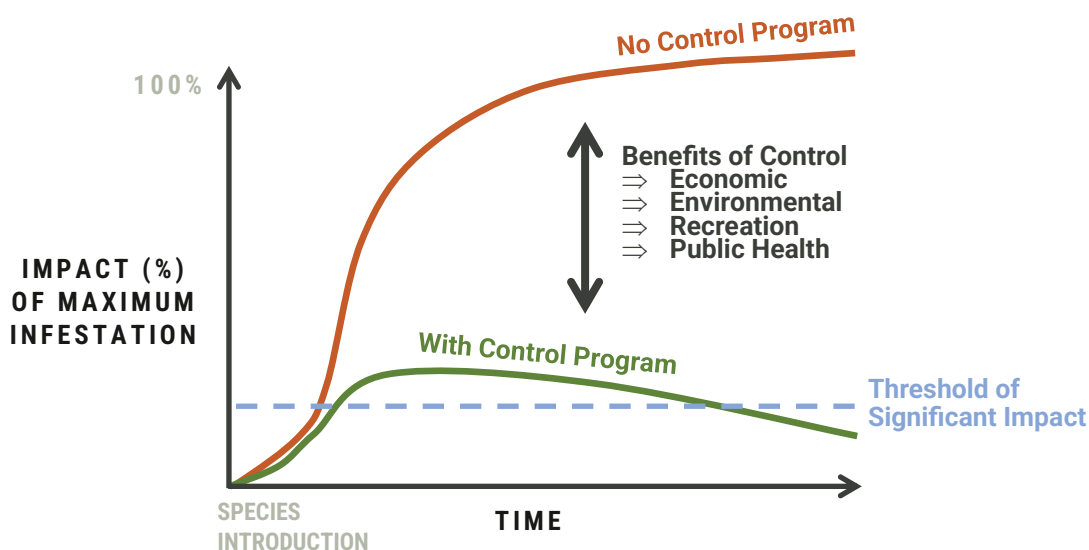 No Control Program
100%
Benefits of Control
⇒ Economic
⇒ Environmental
⇒ Recreation
⇒ Public Health
IMPACT (%)
OF MAXIMUM
INFESTATION
With Control Program
Threshold of
Significant Impact
SPECIES
INTRODUCTION
TIME